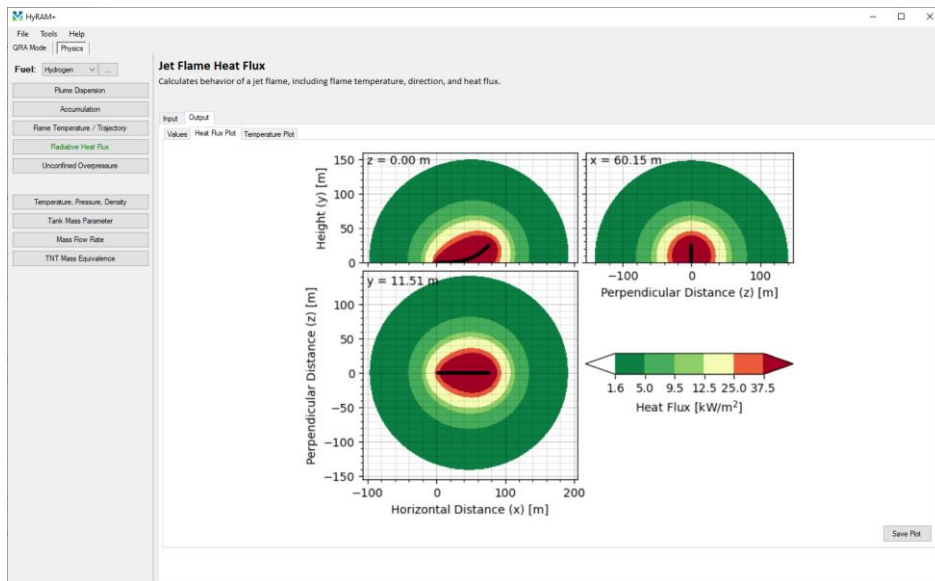 HyRAM+
File Tools Help
QRA Mode Physics
Fuel: Hydrogen ...
Plume Dispersion
Accumulation
Flame Temperature / Trajectory
Radiative Heat Flux
Unconfined Overpressure
Temperature, Pressure, Density
Tank Mass Parameter
Mass Flow Rate
TNT Mass Equivalence
Jet Flame Heat Flux
Calculates behavior of a jet flame, including flame temperature, direction, and heat flux.
Input Output
Values Heat Flux Plot Temperature Plot
z = 0.00 m
150
100
50
0
Height (y) [m]
x = 60.15 m
−100 0 100
Perpendicular Distance (z) [m]
y = 11.51 m
100
50
0
−50
−100
−150
Perpendicular Distance (z) [m]
−100 0 100 200
Horizontal Distance (x) [m]
1.6 5.0 9.5 12.5 25.0 37.5
Heat Flux [kW/m²]
Save Plot